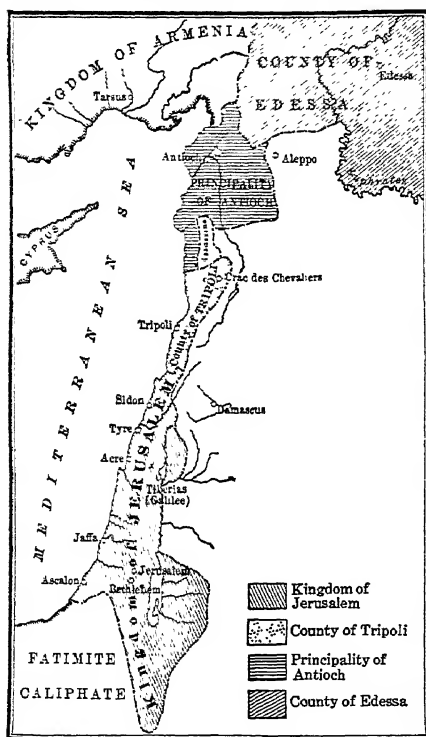 KINGDOM OF ARMENIA
COUNTY OF
EDESSA
Edessa
Tarsus
Euphrates
Antioch
Aleppo
PRINCIPALITY
OF ANTIOCH
CYPRUS
MEDITERRANEAN SEA
Crac des Chevaliers
Tripoli
County of TRIPOLI
Sidon
Damascus
Tyre
Acre
Tiberias
(Galilee)
Kingdom of JERUSALEM
Jaffa
Jerusalem
Ascalon
Bethlehem
FATIMITE
CALIPHATE
Kingdom of
Jerusalem
County of Tripoli
Principality of
Antioch
County of Edessa